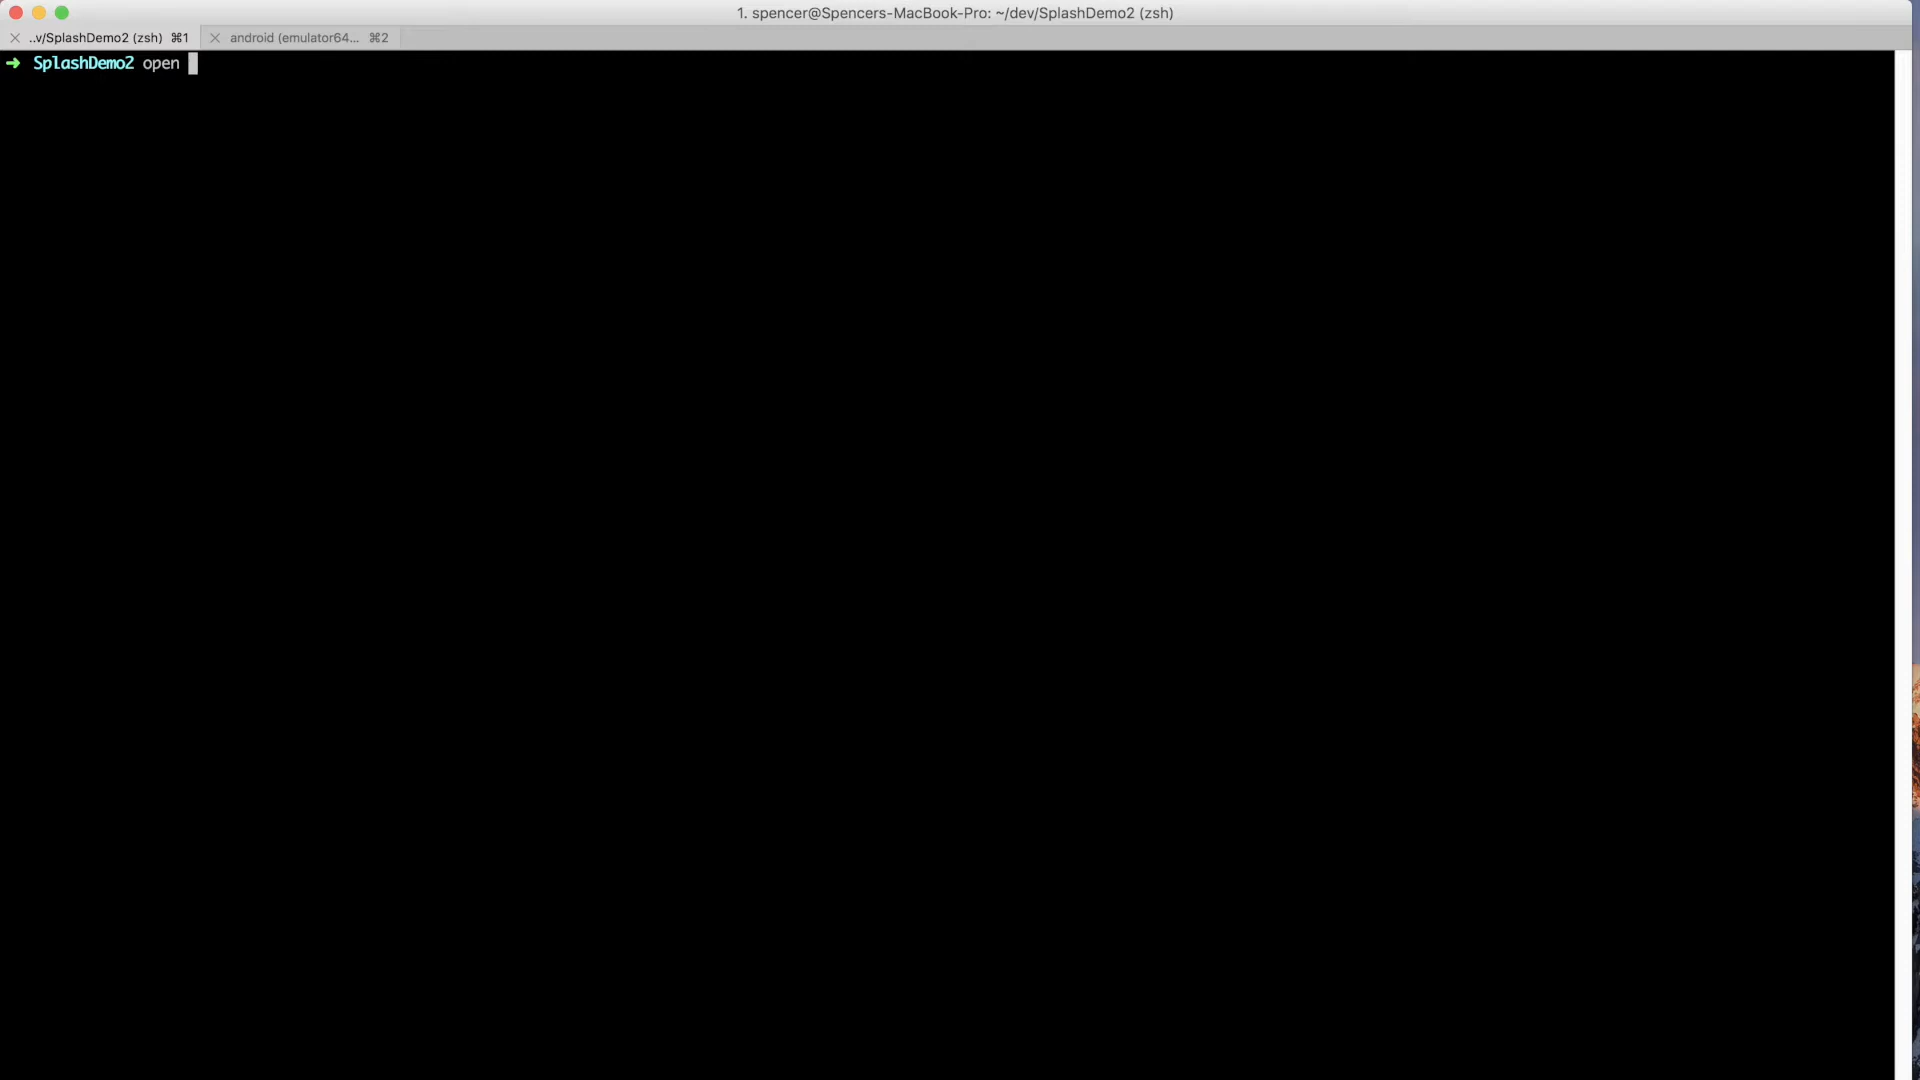 1. spencer@Spencers-MacBook-Pro: ~/dev/SplashDemo2 (zsh)
..v/SplashDemo2 (zsh) ⌘1 android (emulator64... ⌘2
➜ SplashDemo2 open